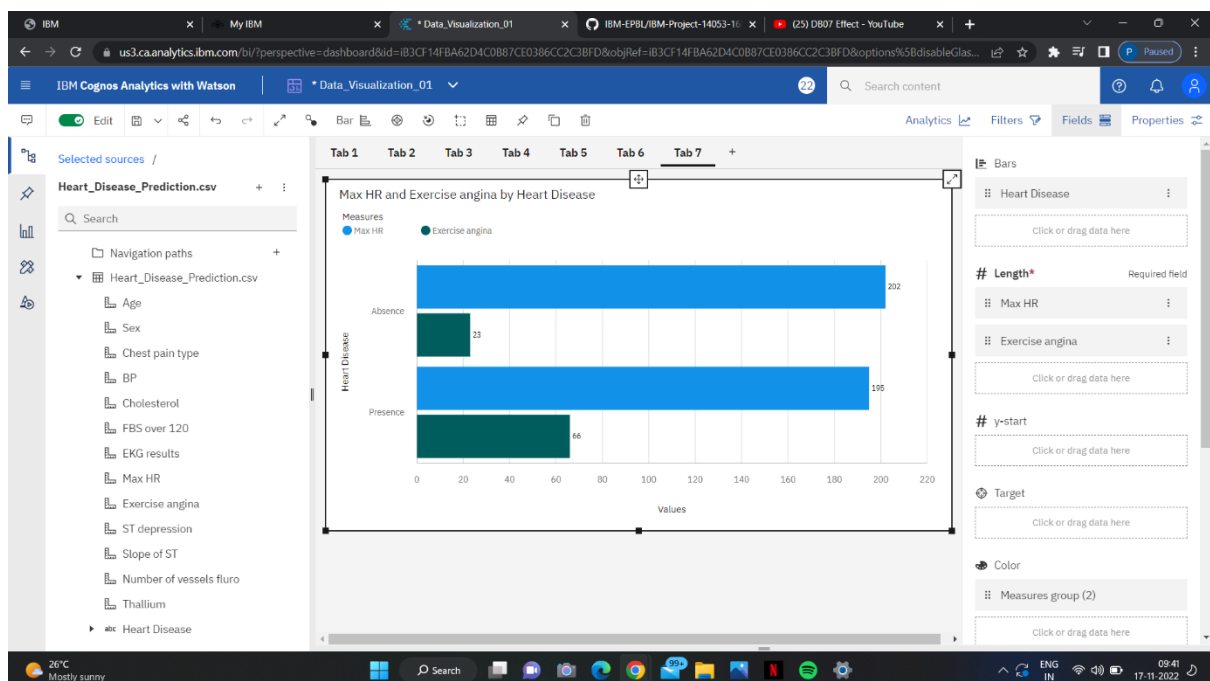 IBM
My IBM
* Data_Visualization_01
IBM-EPBL/IBM-Project-14053-16
(25) DB07 Effect - YouTube
us3.ca.analytics.ibm.com/bi/?perspective=dashboard&id=iB3CF14FBA62D4C0B87CE0386CC2C3BFD&objRef=iB3CF14FBA62D4C0B87CE0386CC2C3BFD&options%5BdisableGlas...
P Paused
IBM Cognos Analytics with Watson
* Data_Visualization_01
22
Search content
Edit
Bar
Analytics
Filters
Fields
Properties
Selected sources /
Heart_Disease_Prediction.csv
Search
Navigation paths
Heart_Disease_Prediction.csv
Age
Sex
Chest pain type
BP
Cholesterol
FBS over 120
EKG results
Max HR
Exercise angina
ST depression
Slope of ST
Number of vessels fluro
Thallium
abc Heart Disease
Tab 1 Tab 2 Tab 3 Tab 4 Tab 5 Tab 6 Tab 7 +
Max HR and Exercise angina by Heart Disease
Measures
Max HR Exercise angina
Heart Disease
Absence
202
23
Presence
195
66
0 20 40 60 80 100 120 140 160 180 200 220
Values
Bars
Heart Disease
Click or drag data here
# Length* Required field
Max HR
Exercise angina
Click or drag data here
# y-start
Click or drag data here
Target
Click or drag data here
Color
Measures group (2)
Click or drag data here
26°C
Mostly sunny
Search
99+
ENG
IN
09:41
17-11-2022